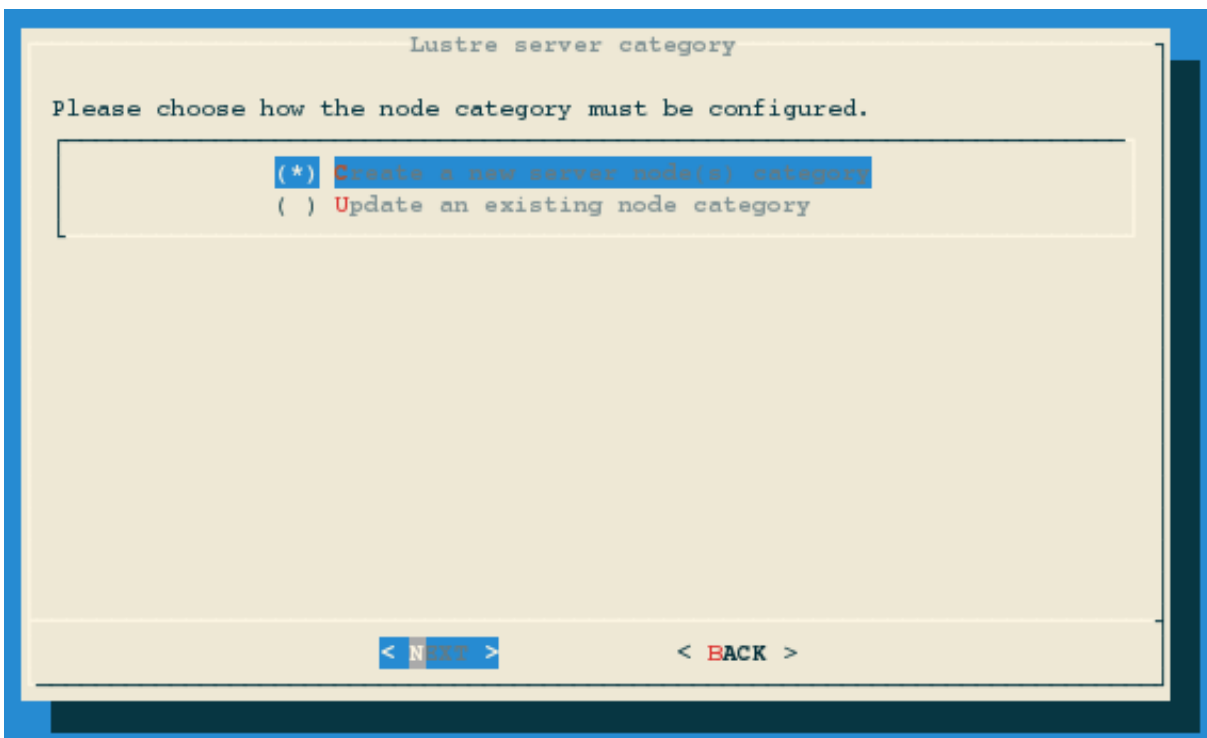 Lustre server category
Please choose how the node category must be configured.
(*) Create a new server node(s) category
( ) Update an existing node category
< NEXT > < BACK >